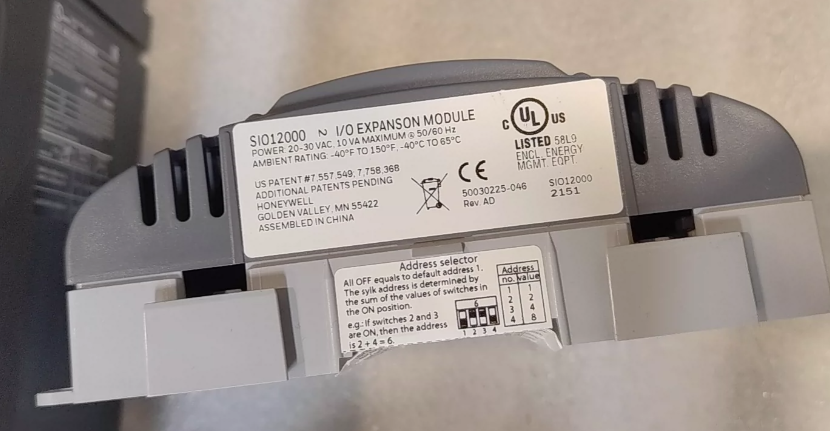 SIO12000 ~ I/O EXPANSON MODULE
POWER: 20-30 VAC, 10 VA MAXIMUM @ 50/60 Hz
AMBIENT RATING: -40°F TO 150°F, -40°C TO 65°C
US PATENT #7,557,549, 7,758,368
ADDITIONAL PATENTS PENDING
HONEYWELL
GOLDEN VALLEY, MN 55422
ASSEMBLED IN CHINA
CE
50030225-046
Rev. AD
C UL US
LISTED 58L9
ENCL. ENERGY
MGMT. EQPT.
SIO12000
2151
Address selector
All OFF equals to default address 1.
The sylk address is determined by
the sum of the values of switches in
the ON position.
e.g.: If switches 2 and 3
are ON, then the address
is 2 + 4 = 6.
6
1 2 3 4
Address
no. value
1 1
2 2
3 4
4 8